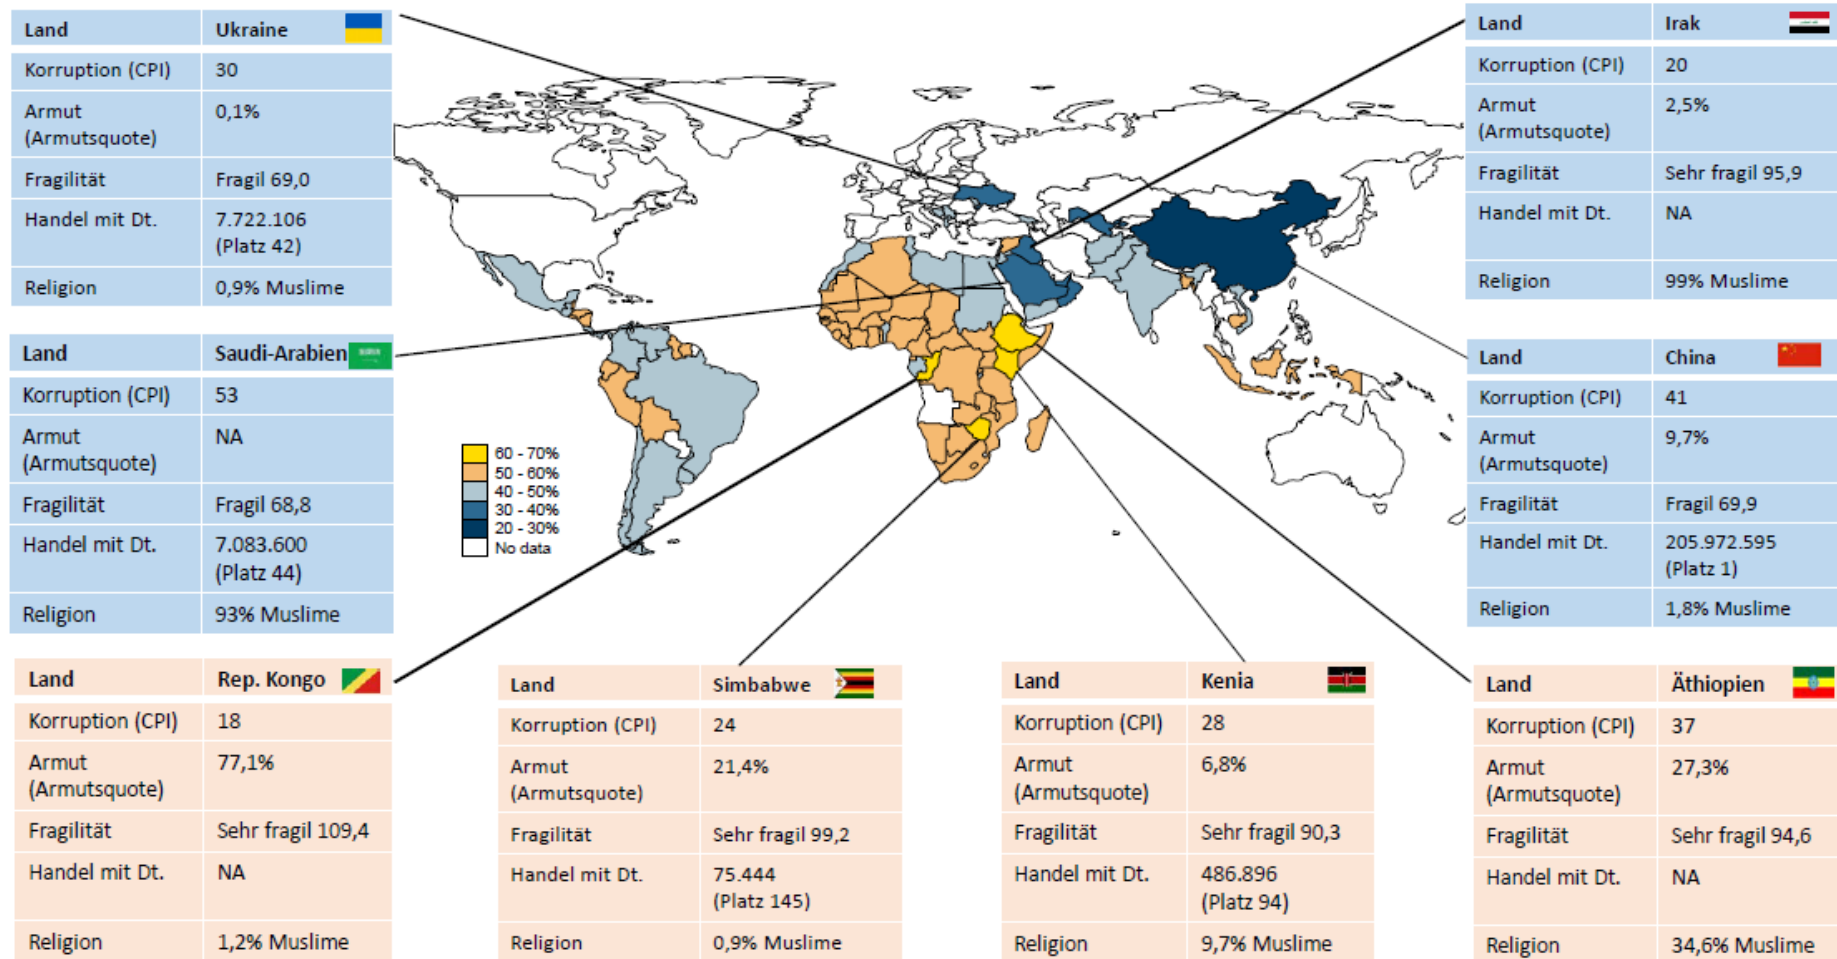 Land Ukraine
Korruption (CPI) 30
Armut
(Armutsquote) 0,1%
Fragilität Fragil 69,0
Handel mit Dt. 7.722.106
(Platz 42)
Religion 0,9% Muslime
Land Irak
Korruption (CPI) 20
Armut
(Armutsquote) 2,5%
Fragilität Sehr fragil 95,9
Handel mit Dt. NA
Religion 99% Muslime
Land Saudi-Arabien
Korruption (CPI) 53
Armut
(Armutsquote) NA
Fragilität Fragil 68,8
Handel mit Dt. 7.083.600
(Platz 44)
Religion 93% Muslime
60 - 70%
50 - 60%
40 - 50%
30 - 40%
20 - 30%
No data
Land China
Korruption (CPI) 41
Armut
(Armutsquote) 9,7%
Fragilität Fragil 69,9
Handel mit Dt. 205.972.595
(Platz 1)
Religion 1,8% Muslime
Land Rep. Kongo
Korruption (CPI) 18
Armut
(Armutsquote) 77,1%
Fragilität Sehr fragil 109,4
Handel mit Dt. NA
Religion 1,2% Muslime
Land Simbabwe
Korruption (CPI) 24
Armut
(Armutsquote) 21,4%
Fragilität Sehr fragil 99,2
Handel mit Dt. 75.444
(Platz 145)
Religion 0,9% Muslime
Land Kenia
Korruption (CPI) 28
Armut
(Armutsquote) 6,8%
Fragilität Sehr fragil 90,3
Handel mit Dt. 486.896
(Platz 94)
Religion 9,7% Muslime
Land Äthiopien
Korruption (CPI) 37
Armut
(Armutsquote) 27,3%
Fragilität Sehr fragil 94,6
Handel mit Dt. NA
Religion 34,6% Muslime